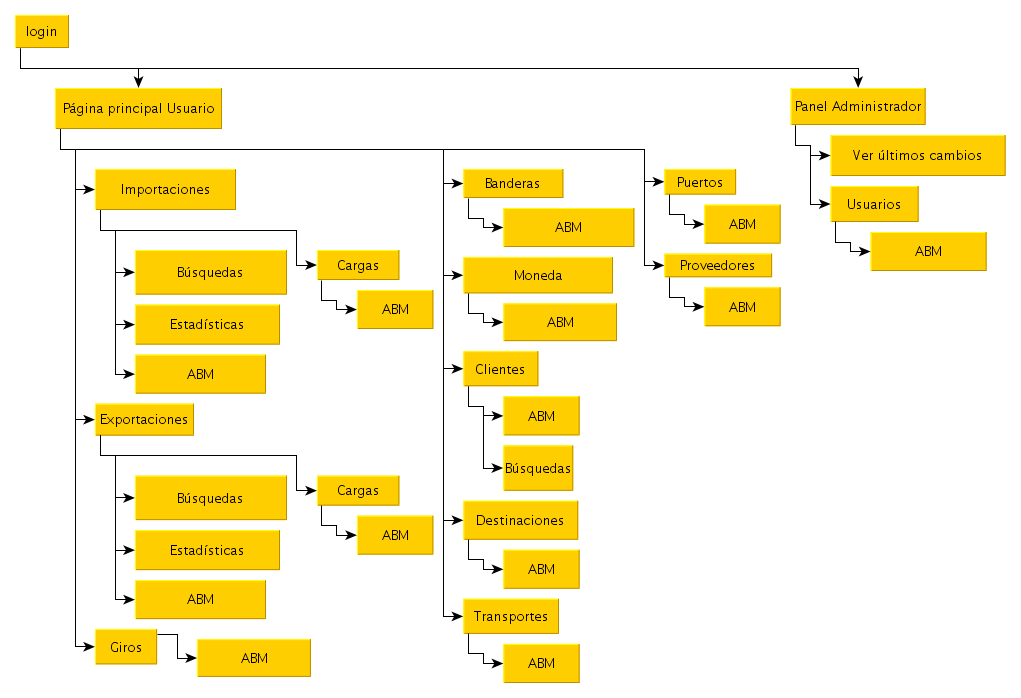 login
Página principal Usuario
Importaciones
Búsquedas
Estadísticas
ABM
Cargas
ABM
Exportaciones
Búsquedas
Estadísticas
ABM
Cargas
ABM
Giros
ABM
Banderas
ABM
Moneda
ABM
Clientes
ABM
Búsquedas
Destinaciones
ABM
Transportes
ABM
Puertos
ABM
Proveedores
ABM
Panel Administrador
Ver últimos cambios
Usuarios
ABM